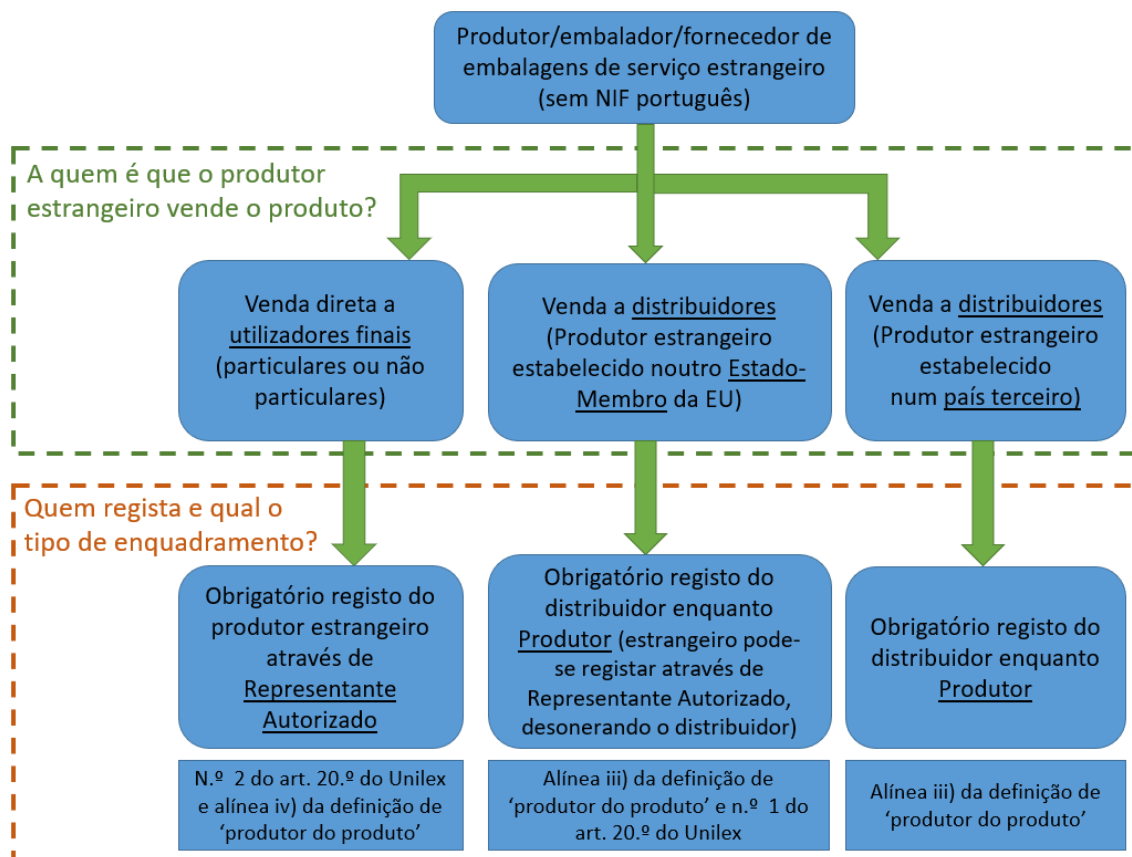 Produtor/embalador/fornecedor de
embalagens de serviço estrangeiro
(sem NIF português)
A quem é que o produtor
estrangeiro vende o produto?
Venda direta a
utilizadores finais
(particulares ou não
particulares)
Venda a distribuidores
(Produtor estrangeiro
estabelecido noutro Estado-
Membro da EU)
Venda a distribuidores
(Produtor estrangeiro
estabelecido
num país terceiro)
Quem regista e qual o
tipo de enquadramento?
Obrigatório registo do
produtor estrangeiro
através de
Representante
Autorizado
Obrigatório registo do
distribuidor enquanto
Produtor (estrangeiro pode-
se registar através de
Representante Autorizado,
desonerando o distribuidor)
Obrigatório registo do
distribuidor enquanto
Produtor
N.º 2 do art. 20.º do Unilex
e alínea iv) da definição de
‘produtor do produto’
Alínea iii) da definição de
‘produtor do produto’ e n.º 1 do
art. 20.º do Unilex
Alínea iii) da definição de
‘produtor do produto’